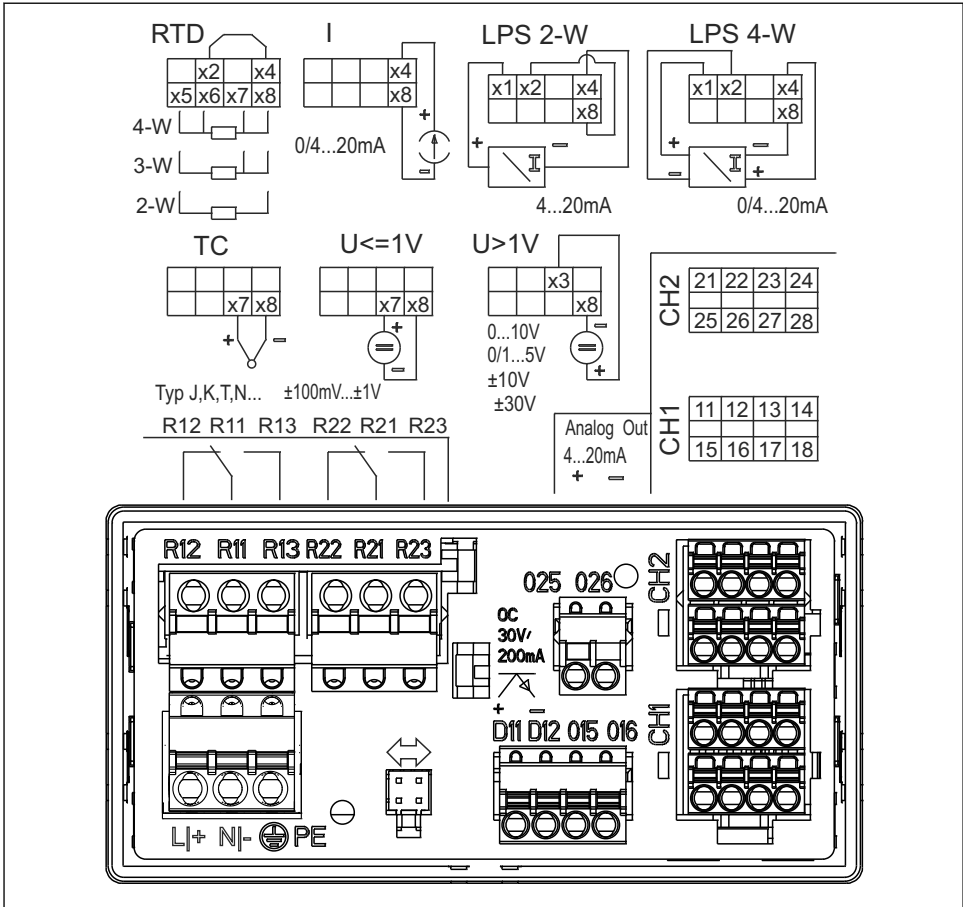 RTD I LPS 2-W LPS 4-W
x2 x4 x4 x1 x2 x4 x1 x2 x4
x5 x6 x7 x8 x8 x8 x8
4-W + + - - +
0/4...20mA
3-W - I I
2-W 4...20mA 0/4...20mA
TC U<=1V U>1V
x3
x7 x8 x7 x8 x8
+ - + - - +
0...10V
0/1...5V
±10V
±30V
Typ J,K,T,N... ±100mV...±1V
CH2
21 22 23 24
25 26 27 28
CH1
11 12 13 14
15 16 17 18
R12 R11 R13 R22 R21 R23
Analog Out
4...20mA
+ -
R12 R11 R13 R22 R21 R23
O25 O26
CH2
OC
30V
200mA
+ -
D11 D12 O15 O16
CH1
L|+ N|- PE